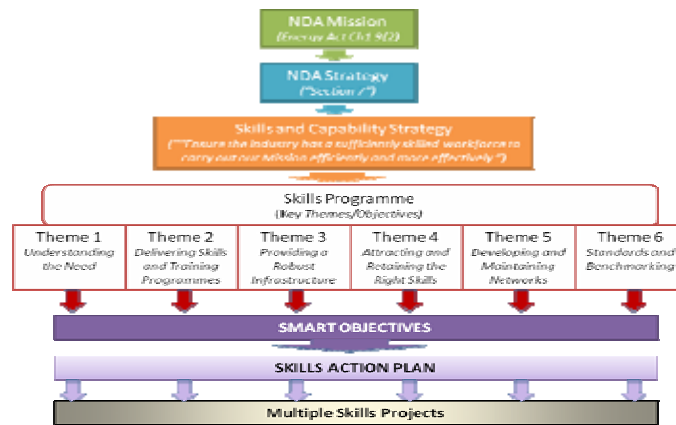 NDA Mission
(Energy Act Ch1 9(2)
NDA Strategy
("Section 7")
Skills and Capability Strategy
(""Ensure the industry has a sufficiently skilled workforce to
carry out our Mission efficiently and more effectively")
Skills Programme
(Key Themes/Objectives)
Theme 1
Understanding
the Need
Theme 2
Delivering Skills
and Training
Programmes
Theme 3
Providing a
Robust
Infrastructure
Theme 4
Attracting and
Retaining the
Right Skills
Theme 5
Developing and
Maintaining
Networks
Theme 6
Standards and
Benchmarking
SMART OBJECTIVES
SKILLS ACTION PLAN
Multiple Skills Projects